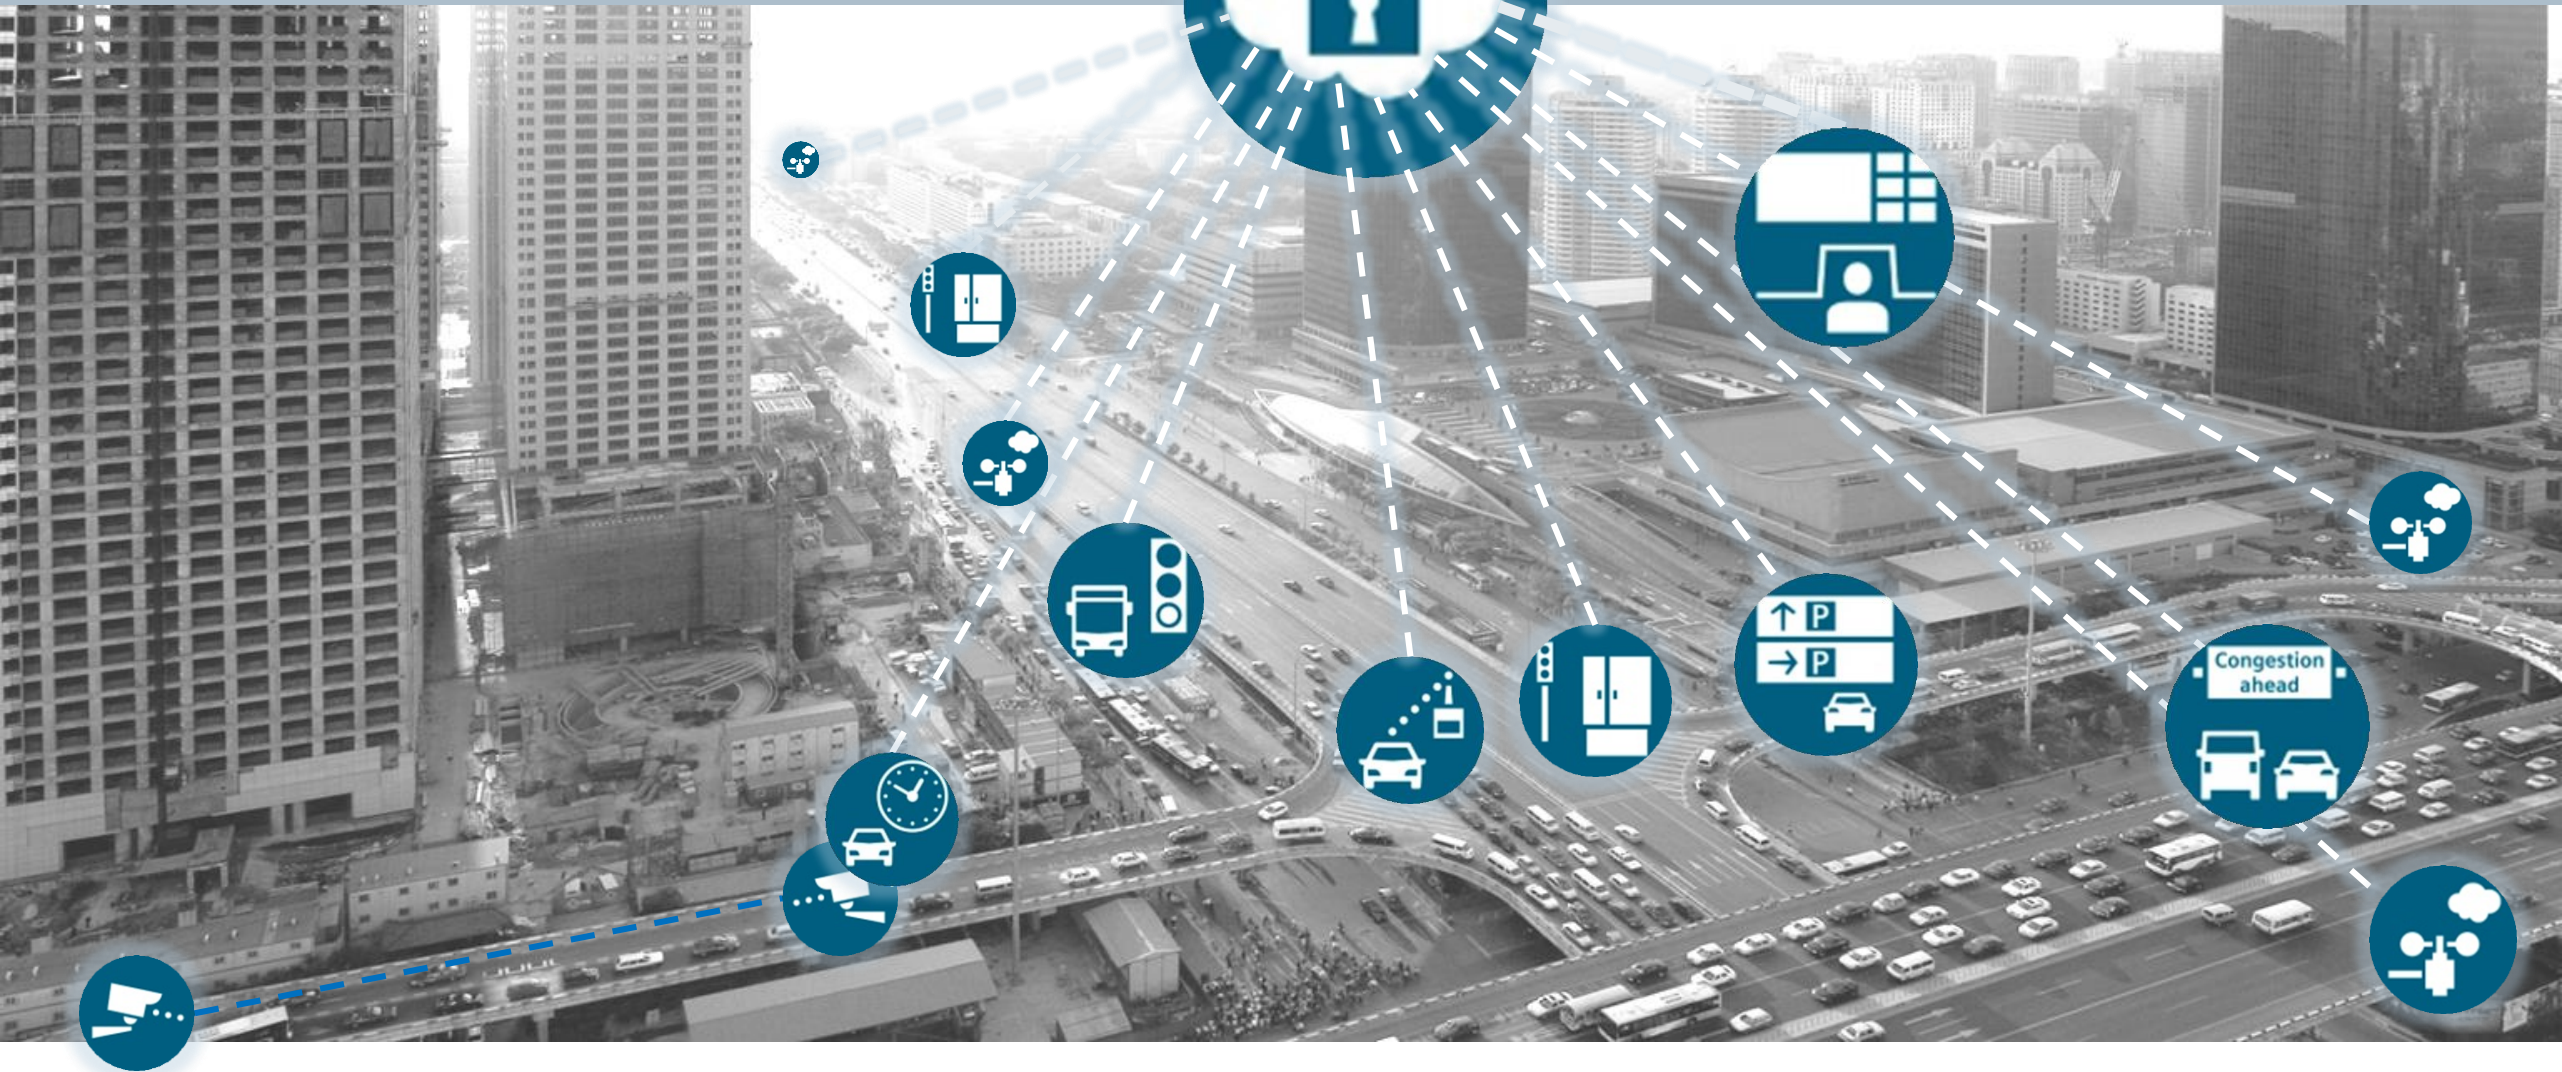 ↑ P
→ P
Congestion
ahead